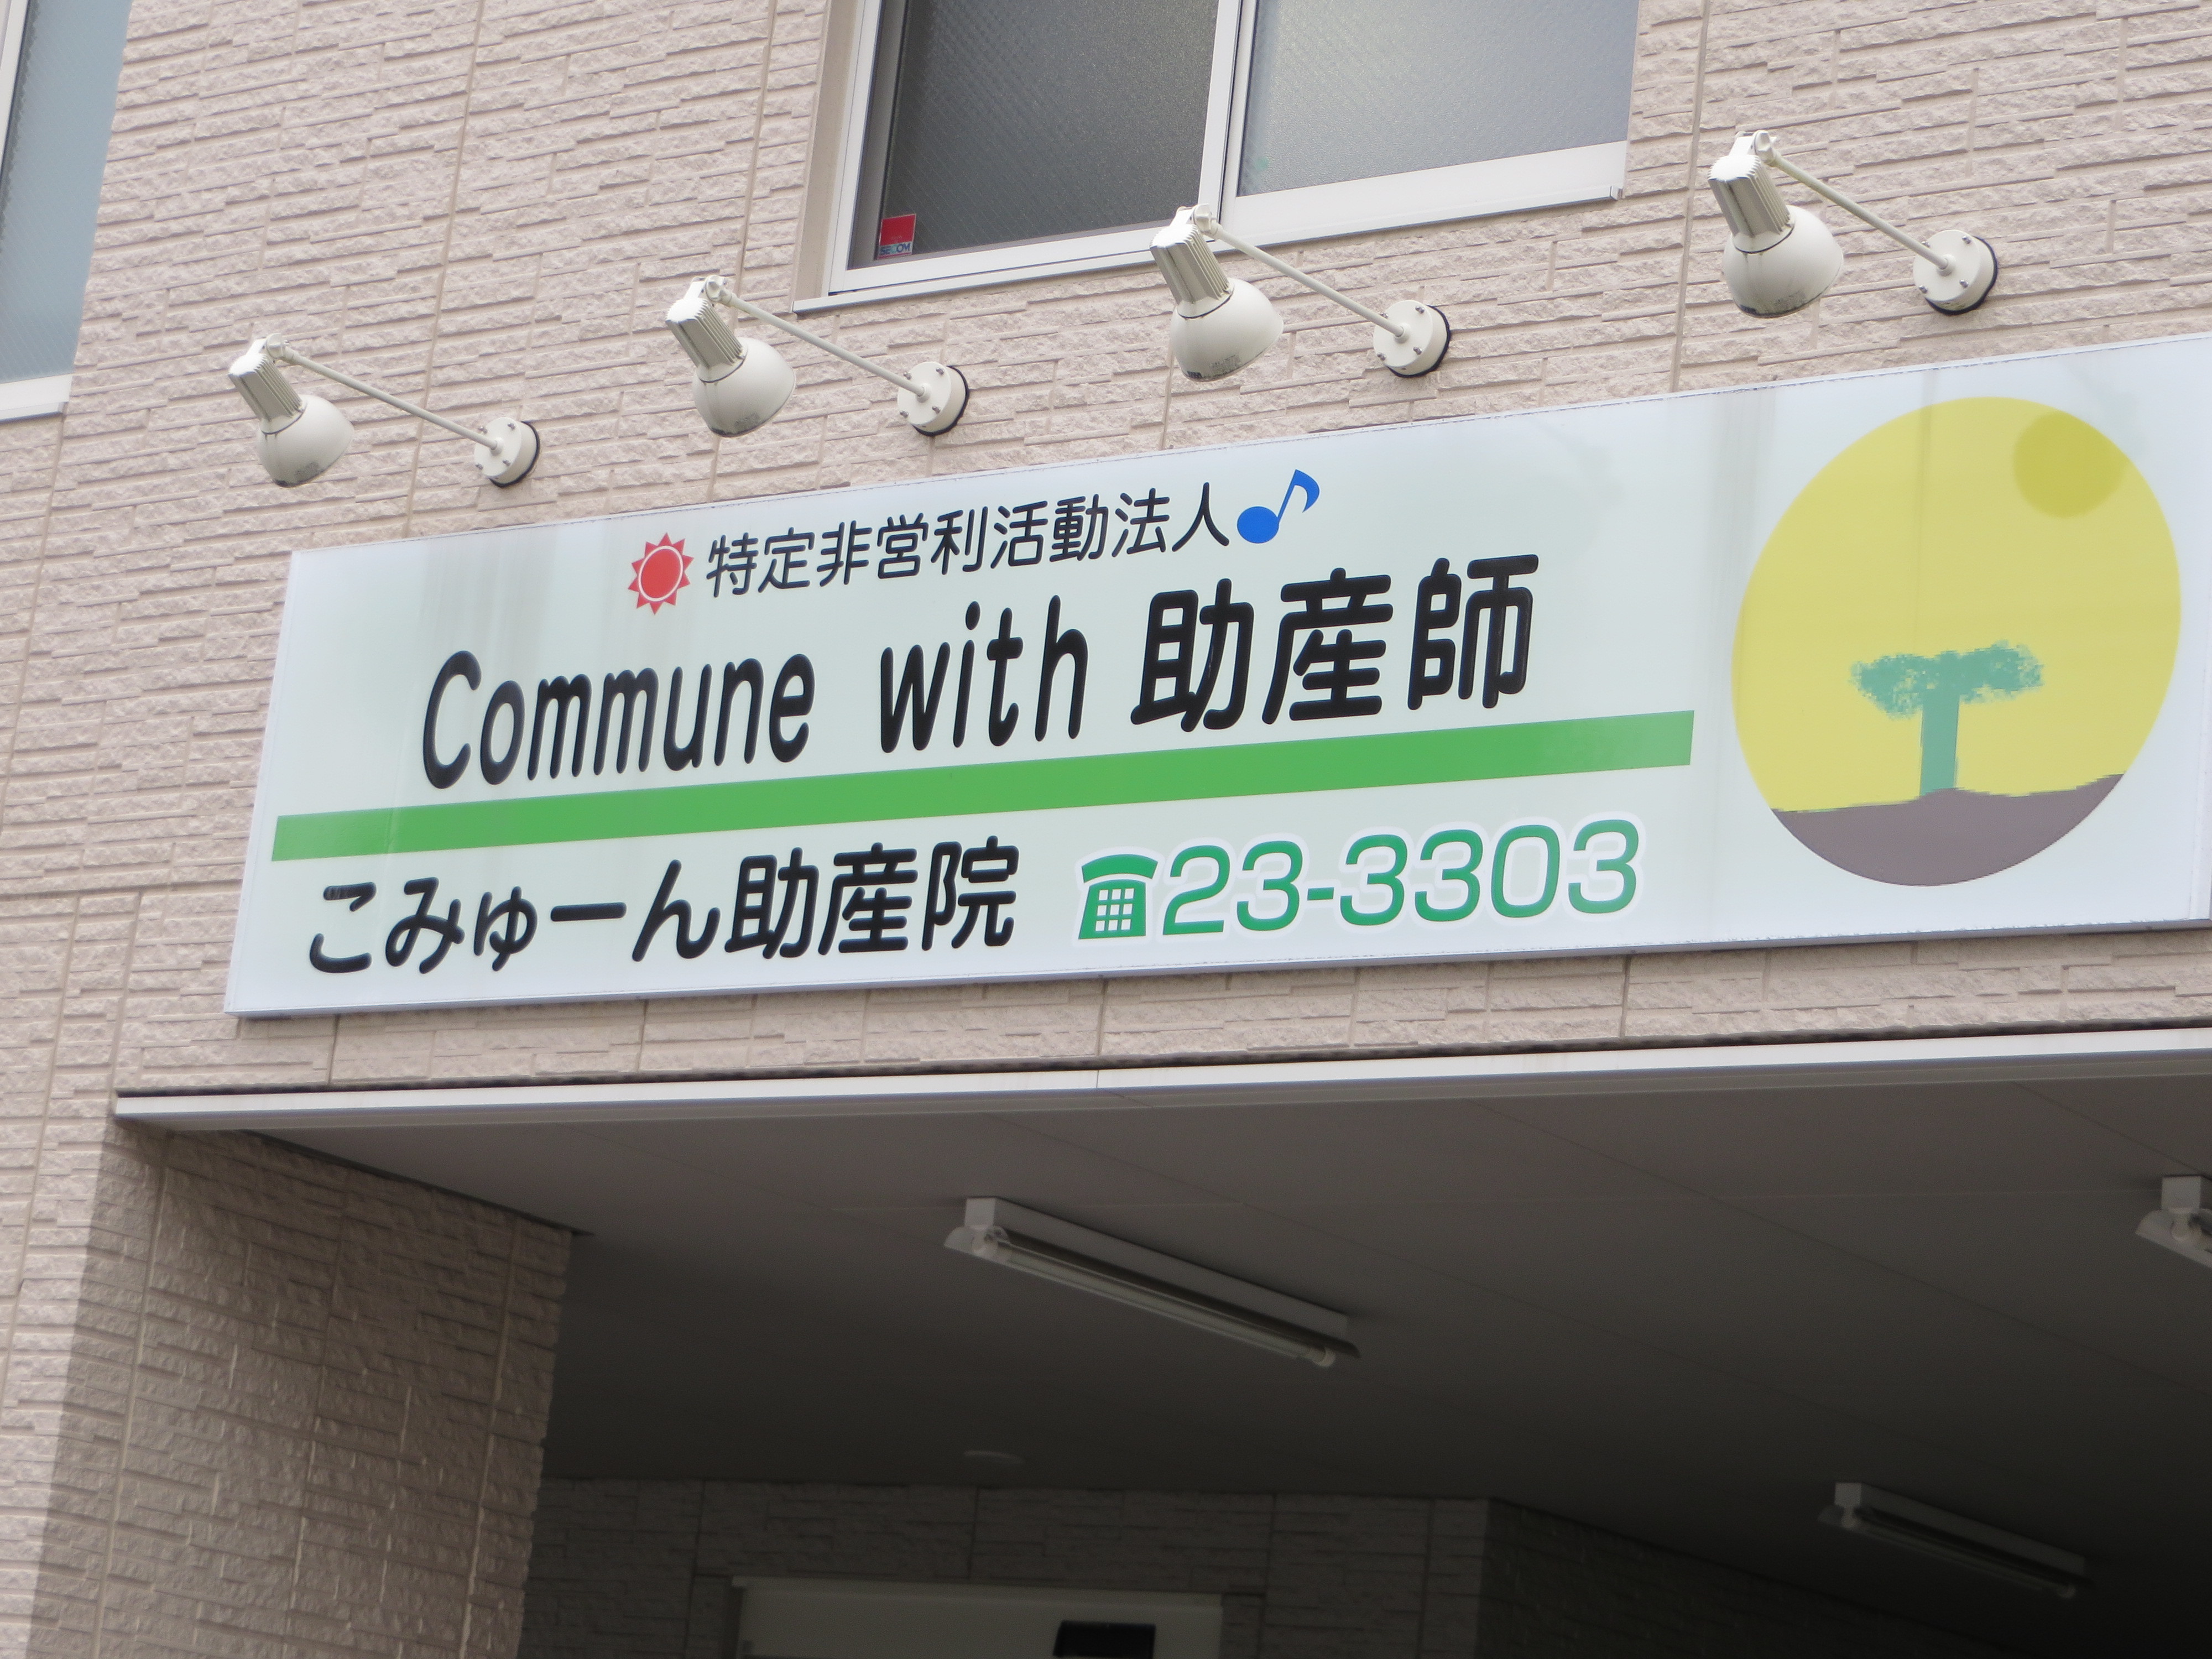 SECOM
特定非営利活動法人
Commune with 助産師
こみゅーん助産院 ☎23-3303